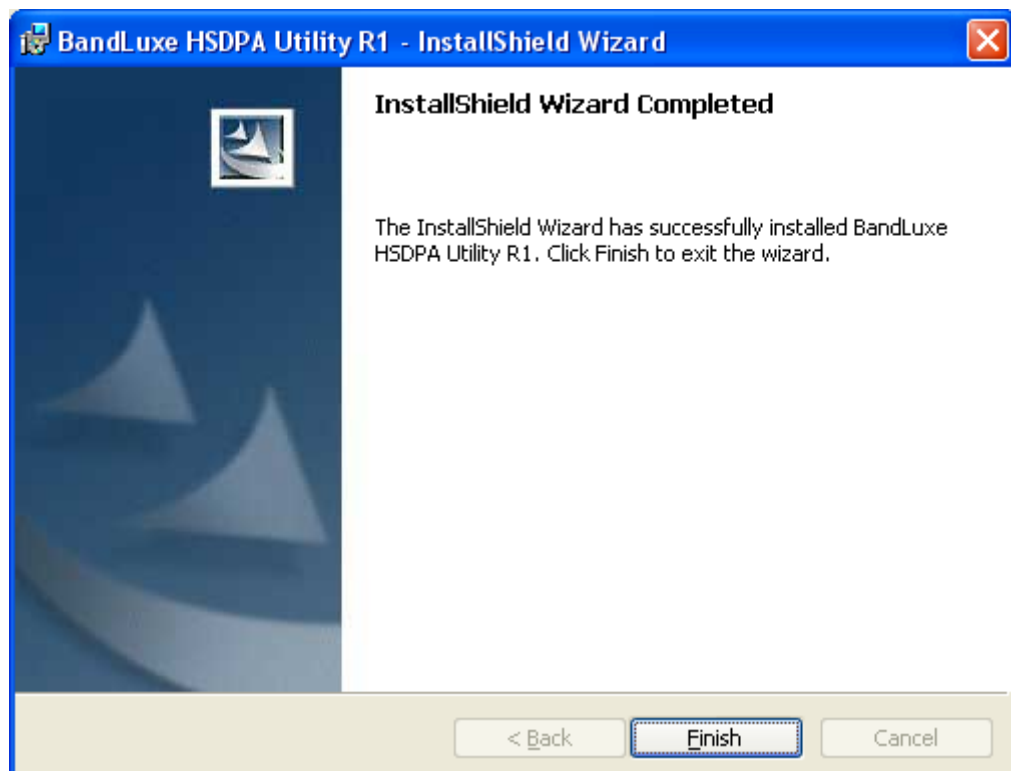 BandLuxe HSDPA Utility R1 - InstallShield Wizard
InstallShield Wizard Completed
The InstallShield Wizard has successfully installed BandLuxe
HSDPA Utility R1. Click Finish to exit the wizard.
< Back
Finish
Cancel